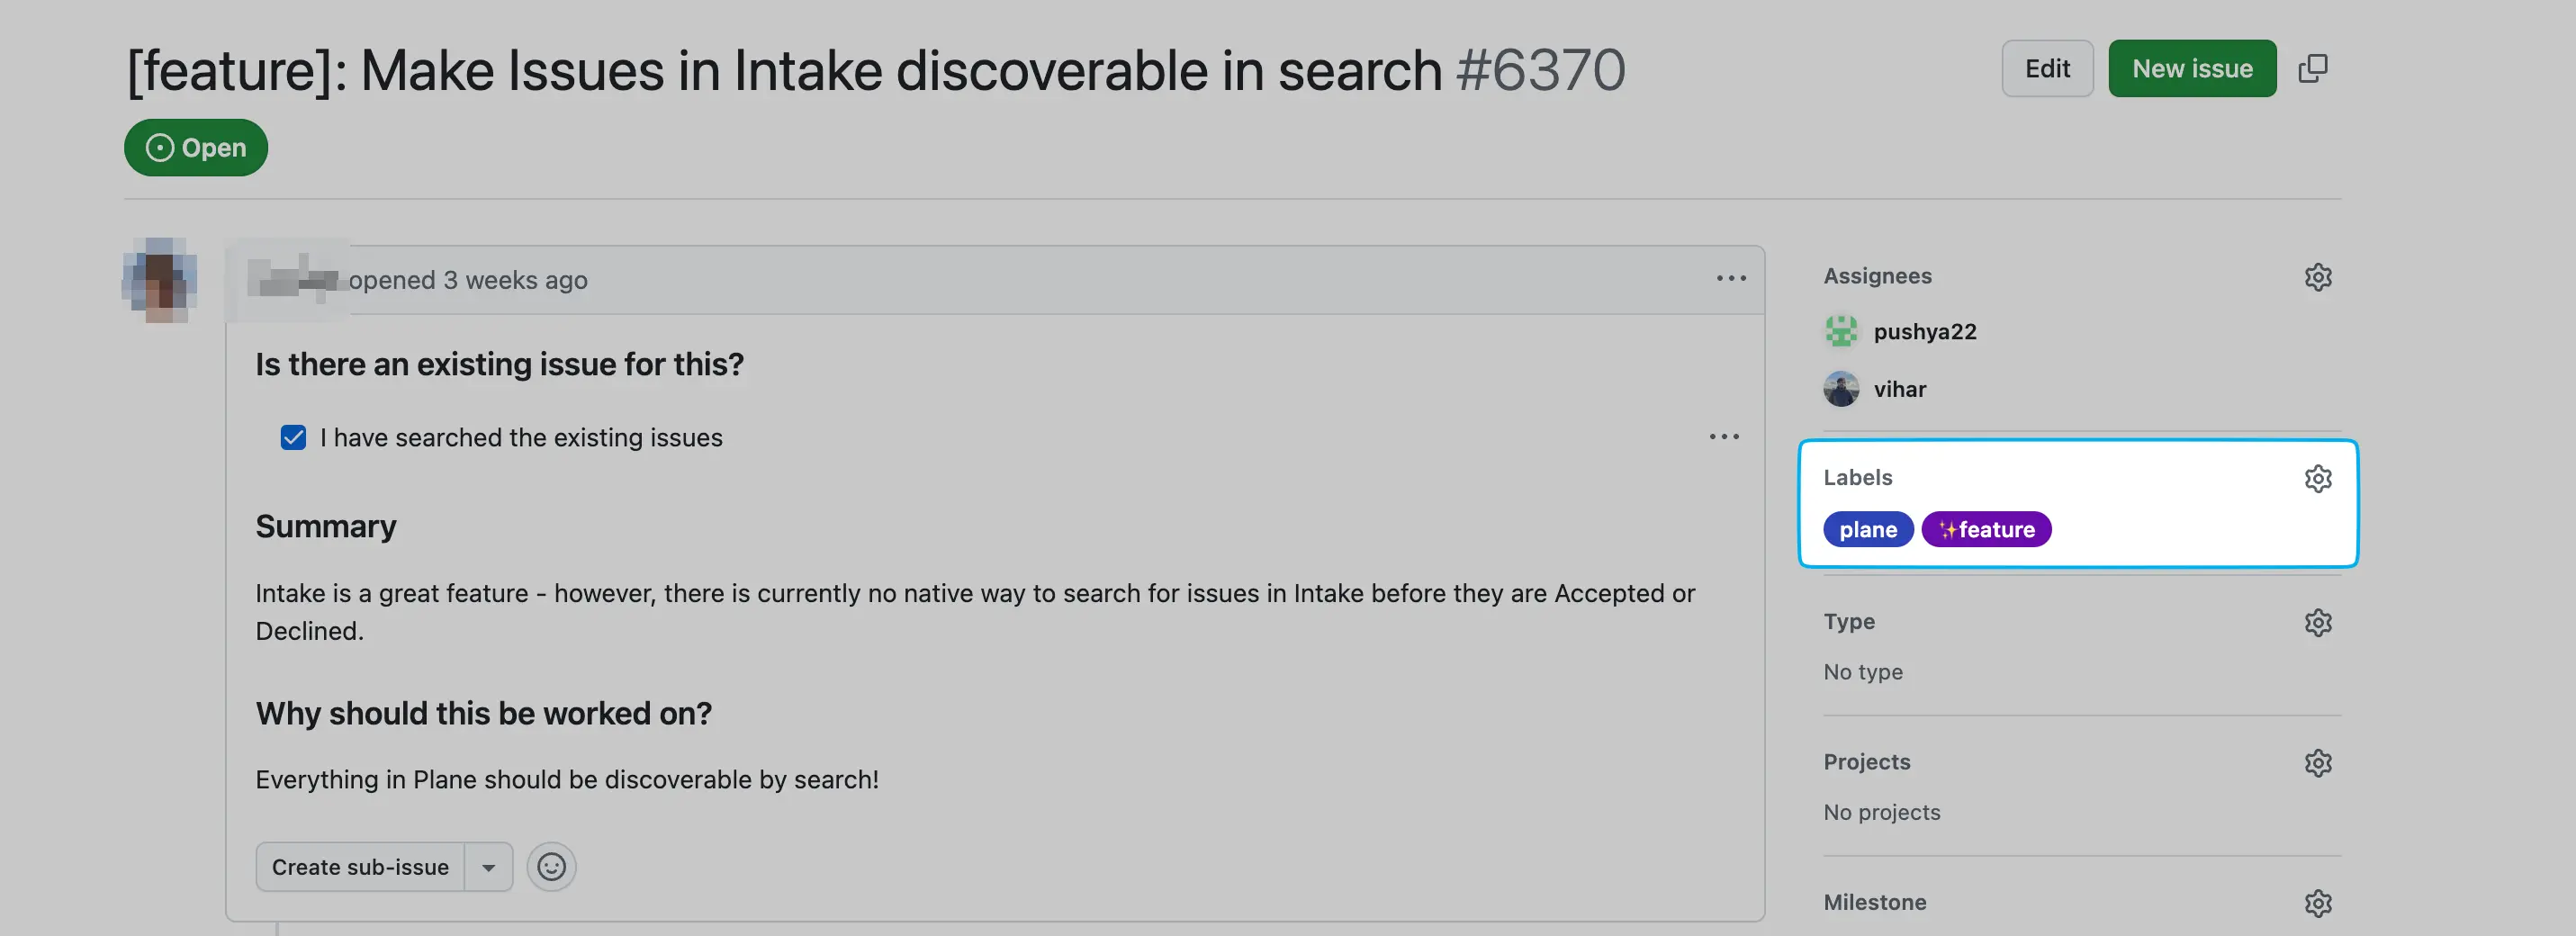 [feature]: Make Issues in Intake discoverable in search #6370
Edit
New issue
Open
opened 3 weeks ago
Is there an existing issue for this?
I have searched the existing issues
Summary
Intake is a great feature - however, there is currently no native way to search for issues in Intake before they are Accepted or
Declined.
Why should this be worked on?
Everything in Plane should be discoverable by search!
Create sub-issue
Assignees
pushya22
vihar
Labels
plane
✨feature
Type
No type
Projects
No projects
Milestone